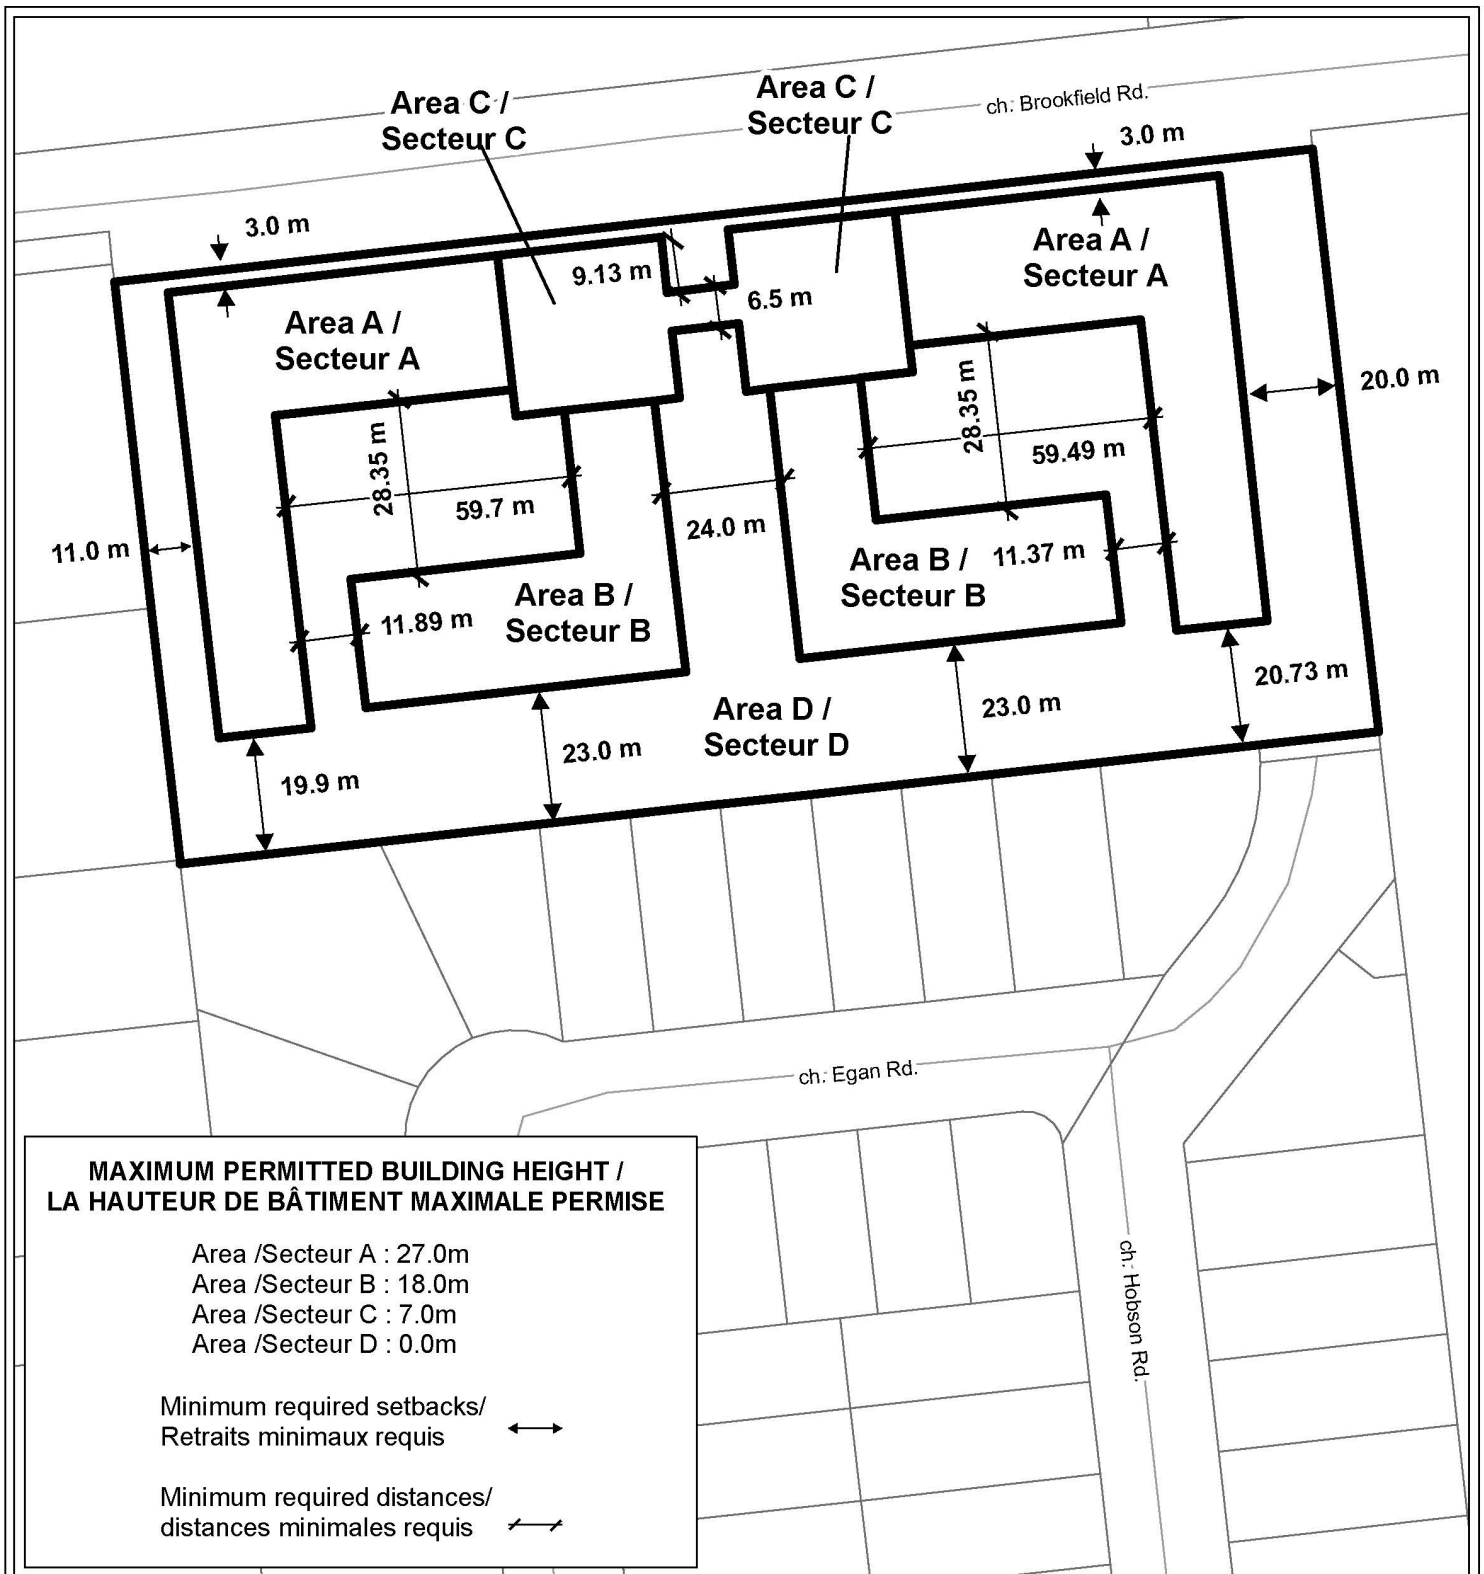 Area C /
Secteur C
Area C /
Secteur C
ch. Brookfield Rd.
3.0 m
3.0 m
9.13 m
6.5 m
Area A /
Secteur A
Area A /
Secteur A
28.35 m
59.7 m
28.35 m
59.49 m
20.0 m
11.0 m
24.0 m
11.89 m
Area B /
Secteur B
Area B /
Secteur B
11.37 m
19.9 m
23.0 m
Area D /
Secteur D
23.0 m
20.73 m
ch. Egan Rd.
ch. Hobson Rd.
MAXIMUM PERMITTED BUILDING HEIGHT /
LA HAUTEUR DE BÂTIMENT MAXIMALE PERMISE
Area /Secteur A : 27.0m
Area /Secteur B : 18.0m
Area /Secteur C : 7.0m
Area /Secteur D : 0.0m
Minimum required setbacks/
Retraits minimaux requis
Minimum required distances/
distances minimales requis